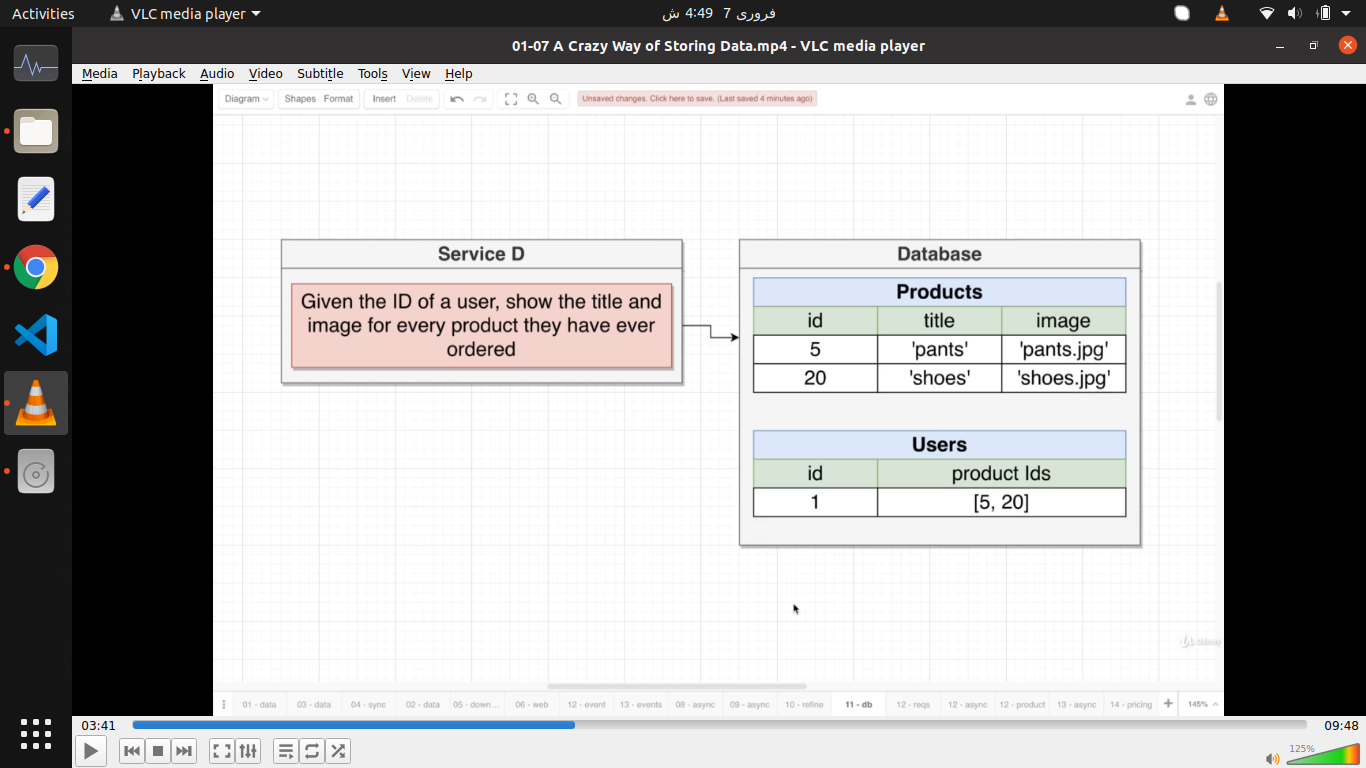 Activities
VLC media player
فروری 7  4:49 ش
01-07 A Crazy Way of Storing Data.mp4 - VLC media player
Media Playback Audio Video Subtitle Tools View Help
Diagram Shapes Format Insert Delete Unsaved changes. Click here to save. (Last saved 4 minutes ago)
Service D
Given the ID of a user, show the title and
image for every product they have ever
ordered
Database
Products
id title image
5 'pants' 'pants.jpg'
20 'shoes' 'shoes.jpg'
Users
id product Ids
1 [5, 20]
Udemy
01 - data 03 - data 04 - sync 02 - data 05 - down... 06 - web 12 - event 13 - events 08 - async 09 - async 10 - refine 11 - db 12 - reqs 12 - async 12 - product 13 - async 14 - pricing 145%
03:41 09:48
125%